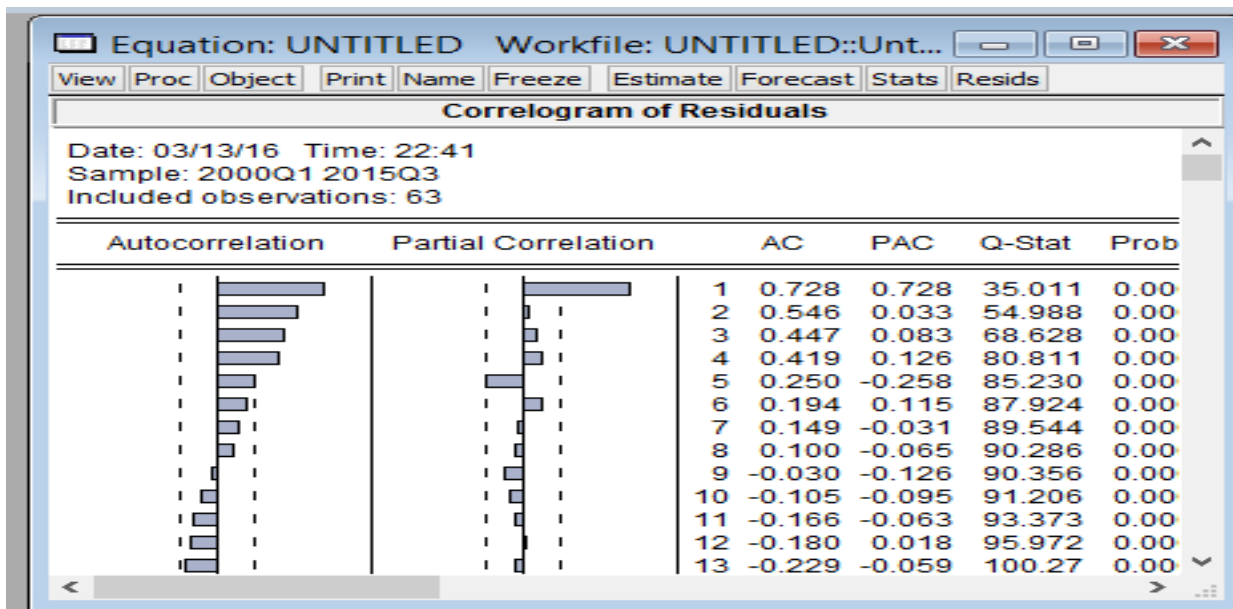 Equation: UNTITLED Workfile: UNTITLED::Unt...
View Proc Object Print Name Freeze Estimate Forecast Stats Resids
Correlogram of Residuals
Date: 03/13/16 Time: 22:41
Sample: 2000Q1 2015Q3
Included observations: 63
Autocorrelation Partial Correlation AC PAC Q-Stat Prob
1 0.728 0.728 35.011 0.00
2 0.546 0.033 54.988 0.00
3 0.447 0.083 68.628 0.00
4 0.419 0.126 80.811 0.00
5 0.250 -0.258 85.230 0.00
6 0.194 0.115 87.924 0.00
7 0.149 -0.031 89.544 0.00
8 0.100 -0.065 90.286 0.00
9 -0.030 -0.126 90.356 0.00
10 -0.105 -0.095 91.206 0.00
11 -0.166 -0.063 93.373 0.00
12 -0.180 0.018 95.972 0.00
13 -0.229 -0.059 100.27 0.00